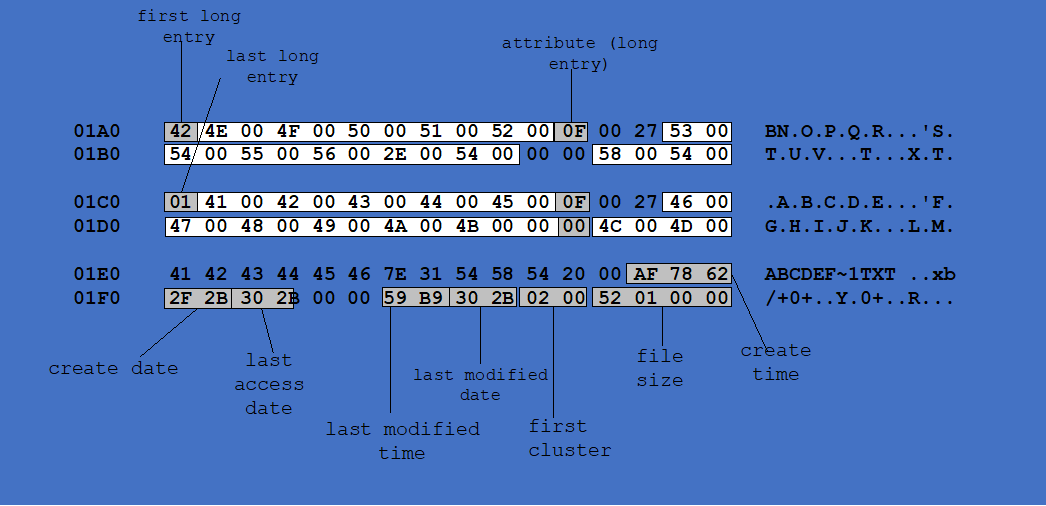 first long
entry
last long
entry
attribute (long
entry)
01A0 42 4E 00 4F 00 50 00 51 00 52 00 0F 00 27 53 00 BN.O.P.Q.R...'S.
01B0 54 00 55 00 56 00 2E 00 54 00 00 00 58 00 54 00 T.U.V...T...X.T.
01C0 01 41 00 42 00 43 00 44 00 45 00 0F 00 27 46 00 .A.B.C.D.E...'F.
01D0 47 00 48 00 49 00 4A 00 4B 00 00 00 4C 00 4D 00 G.H.I.J.K...L.M.
01E0 41 42 43 44 45 46 7E 31 54 58 54 20 00 AF 78 62 ABCDEF~1TXT ..xb
01F0 2F 2B 30 2B 00 00 59 B9 30 2B 02 00 52 01 00 00 /+0+..Y.0+..R...
create date
last
access
date
last modified
time
last modified
date
first
cluster
file
size
create
time